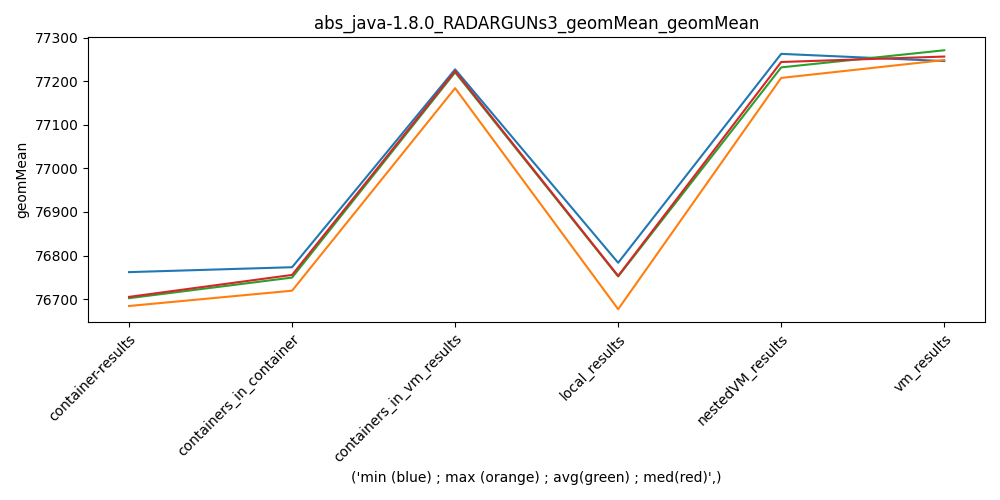 abs_java-1.8.0_RADARGUNs3_geomMean_geomMean
geomMean
77300
77200
77100
77000
76900
76800
76700
container-results
containers_in_container
containers_in_vm_results
local_results
nestedVM_results
vm_results
('min (blue) ; max (orange) ; avg(green) ; med(red)',)